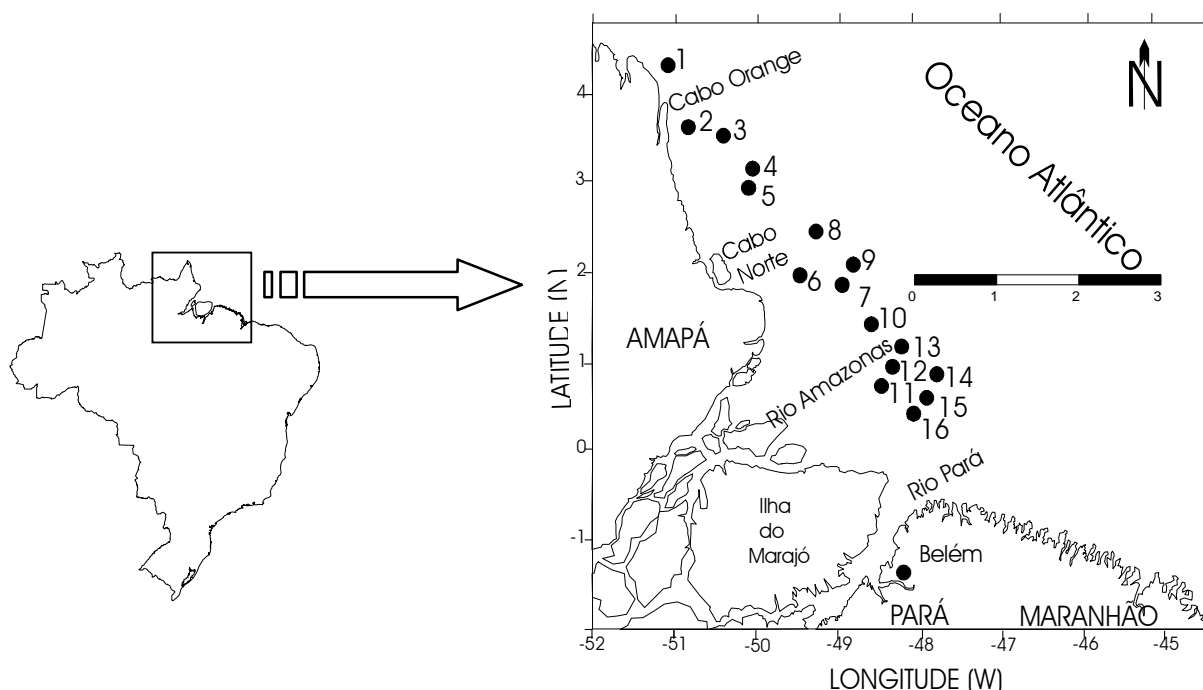 1
Cabo Orange
2
3
4
5
Oceano Atlântico
N
8
Cabo
Norte
6
9
7
0 1 2 3
10
AMAPÁ
Rio Amazonas
13
12
14
11
15
16
Rio Pará
Ilha
do
Marajó
Belém
PARÁ
MARANHÃO
4
3
2
1
0
-1
LATITUDE (N)
-52 -51 -50 -49 -48 -47 -46 -45
LONGITUDE (W)